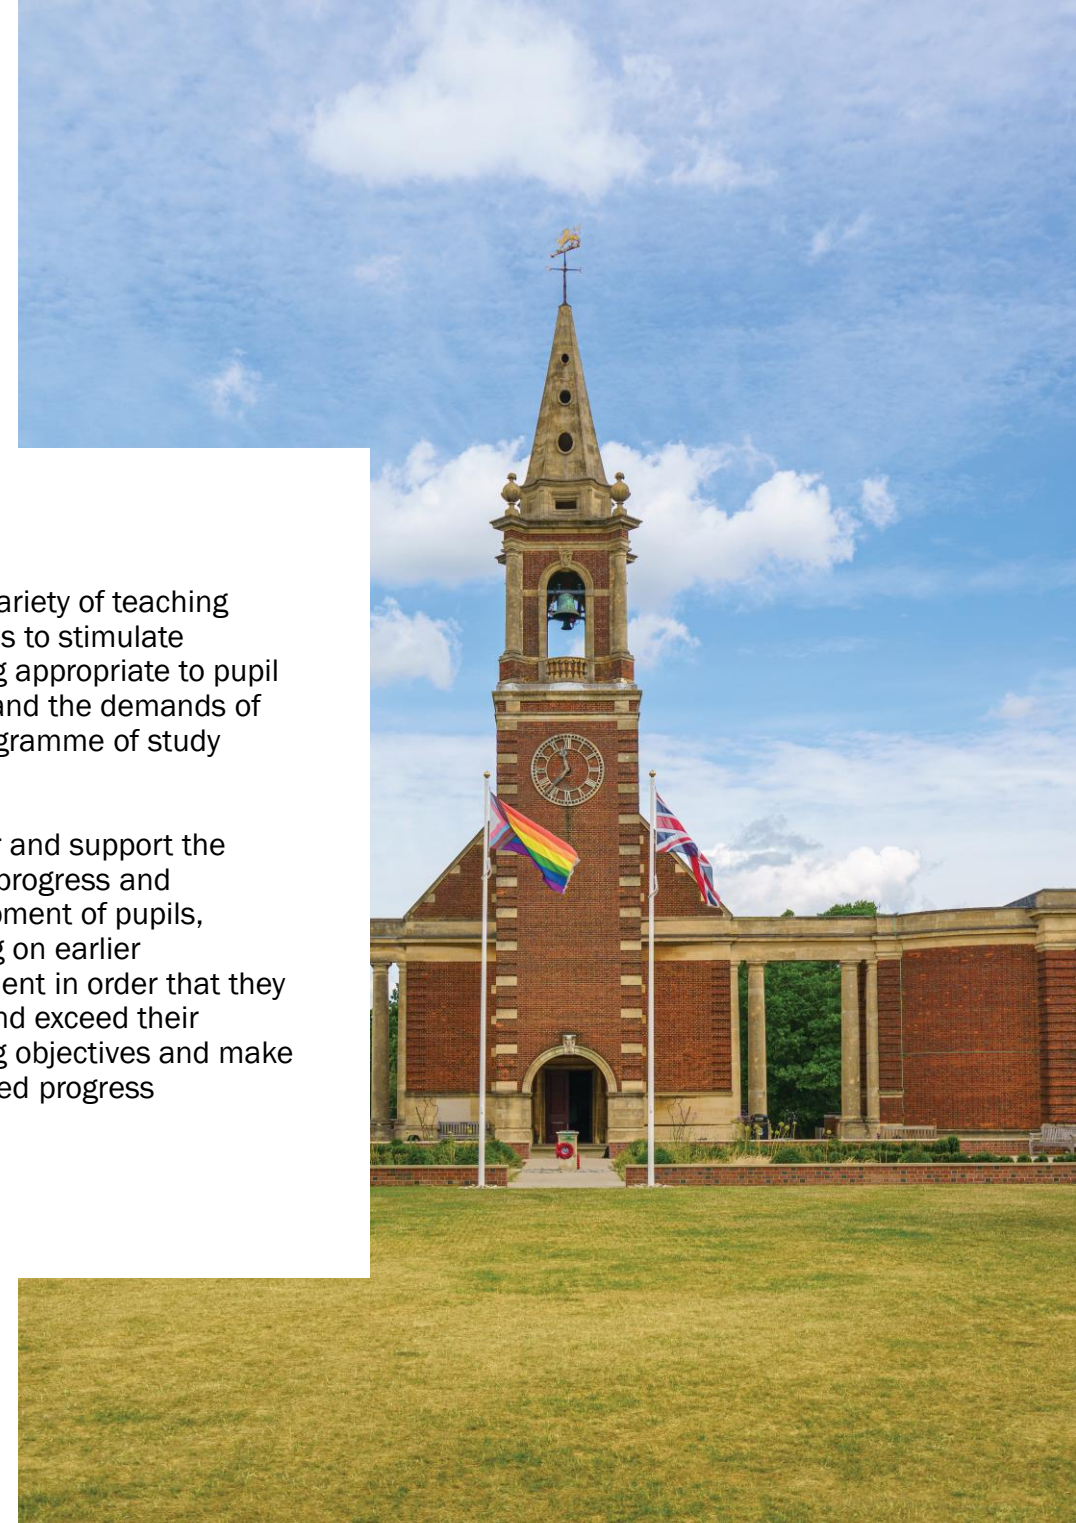 ariety of teaching
s to stimulate
g appropriate to pupil
and the demands of
gramme of study
r and support the
progress and
oment of pupils,
g on earlier
ent in order that they
nd exceed their
g objectives and make
ed progress